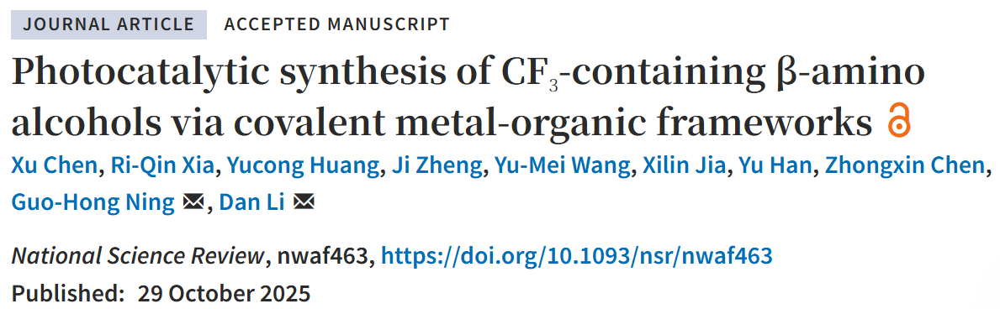 JOURNAL ARTICLE ACCEPTED MANUSCRIPT
Photocatalytic synthesis of CF₃-containing β-amino
alcohols via covalent metal-organic frameworks
Xu Chen, Ri-Qin Xia, Yucong Huang, Ji Zheng, Yu-Mei Wang, Xilin Jia, Yu Han, Zhongxin Chen,
Guo-Hong Ning, Dan Li
National Science Review, nwaf463, https://doi.org/10.1093/nsr/nwaf463
Published: 29 October 2025